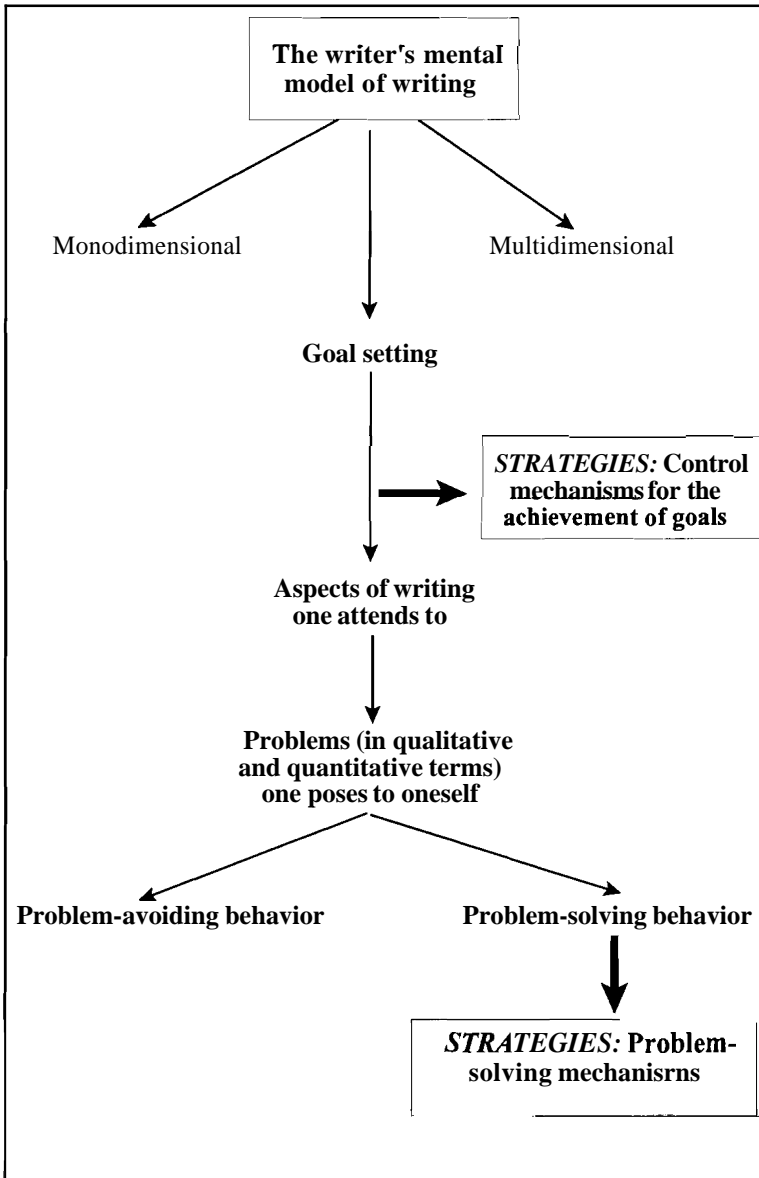 The writer's mental
model of writing
Monodimensional
Multidimensional
Goal setting
STRATEGIES: Control
mechanisms for the
achievement of goals
Aspects of writing
one attends to
Problems (in qualitative
and quantitative terms)
one poses to oneself
Problem-avoiding behavior
Problem-solving behavior
STRATEGIES: Problem-
solving mechanisrns